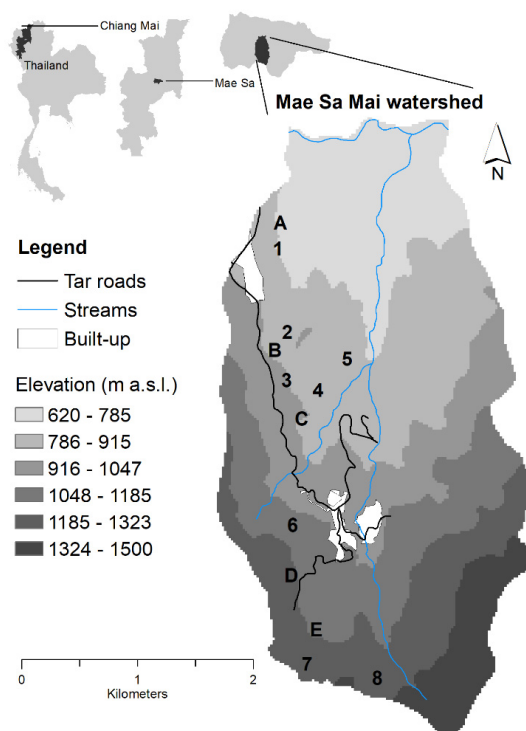 Chiang Mai
Thailand
Mae Sa
Mae Sa Mai watershed
N
A
1
Legend
Tar roads
Streams
Built-up
2
B
5
3
4
C
Elevation (m a.s.l.)
620 - 785
786 - 915
916 - 1047
1048 - 1185
1185 - 1323
1324 - 1500
6
D
E
7
8
0 1 2
Kilometers